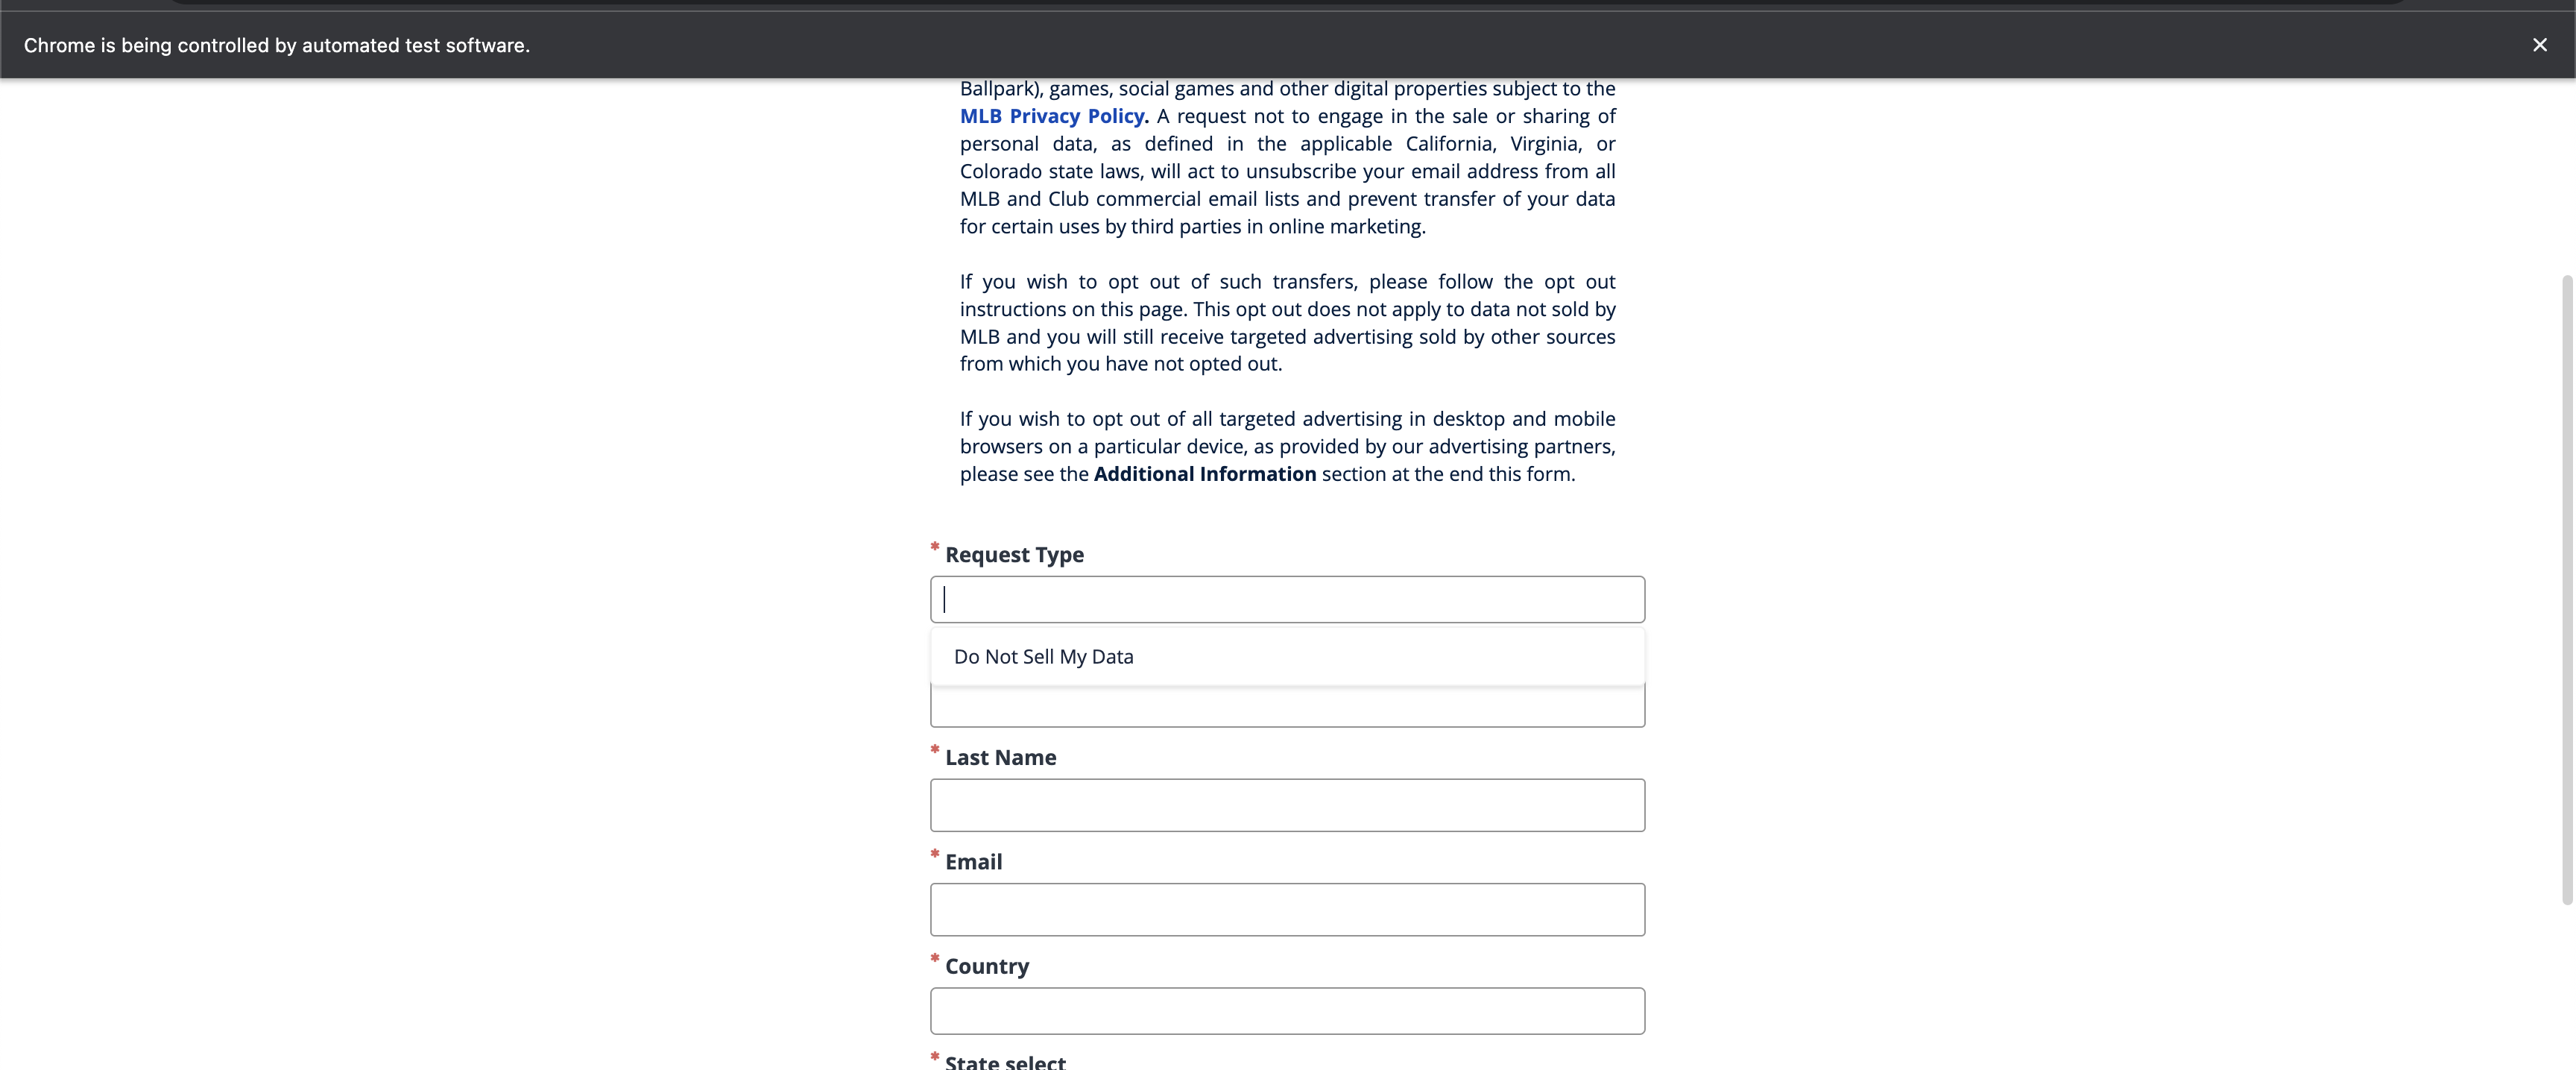 Chrome is being controlled by automated test software.
Ballpark), games, social games and other digital properties subject to the
MLB Privacy Policy. A request not to engage in the sale or sharing of
personal data, as defined in the applicable California, Virginia, or
Colorado state laws, will act to unsubscribe your email address from all
MLB and Club commercial email lists and prevent transfer of your data
for certain uses by third parties in online marketing.
If you wish to opt out of such transfers, please follow the opt out
instructions on this page. This opt out does not apply to data not sold by
MLB and you will still receive targeted advertising sold by other sources
from which you have not opted out.
If you wish to opt out of all targeted advertising in desktop and mobile
browsers on a particular device, as provided by our advertising partners,
please see the Additional Information section at the end this form.
* Request Type
Do Not Sell My Data
* Last Name
* Email
* Country
* State select